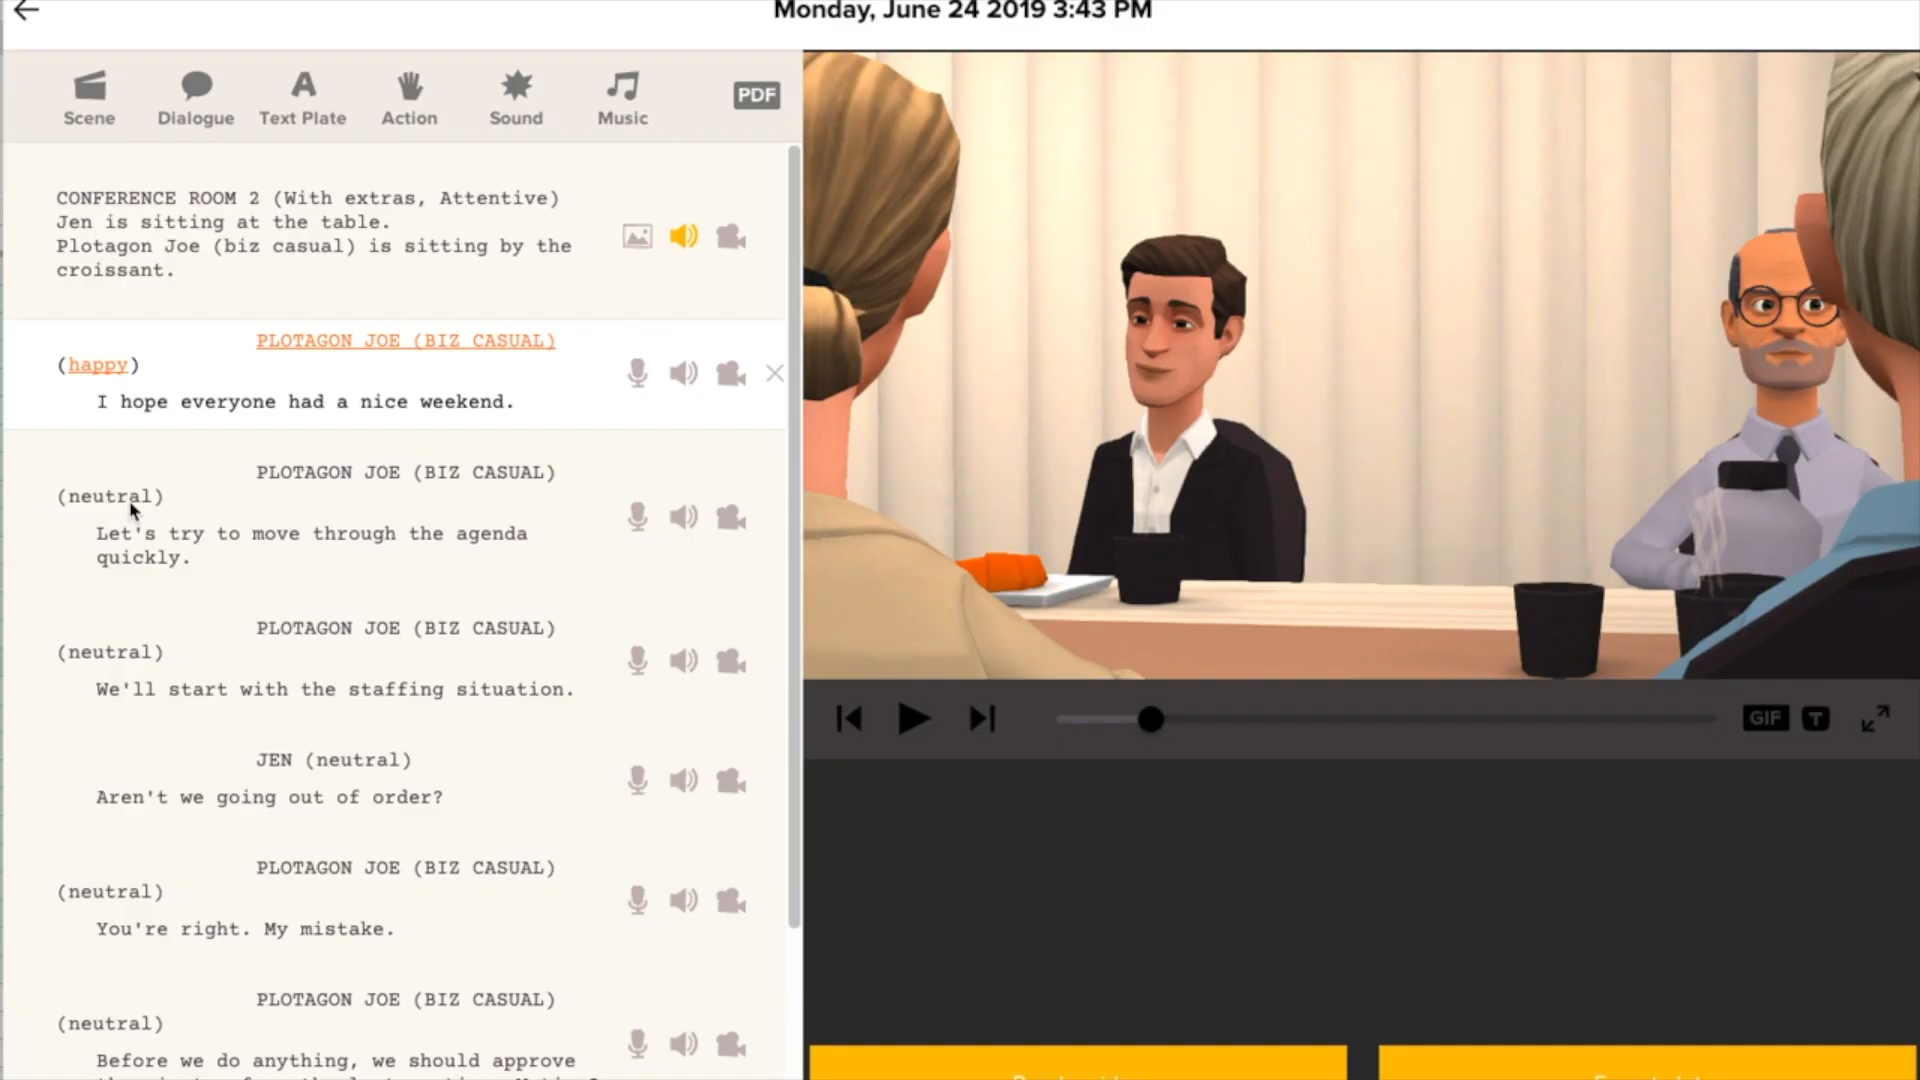 Monday, June 24 2019 3:43 PM
Scene
Dialogue
Text Plate
Action
Sound
Music
PDF
CONFERENCE ROOM 2 (With extras, Attentive)
Jen is sitting at the table.
Plotagon Joe (biz casual) is sitting by the
croissant.
PLOTAGON JOE (BIZ CASUAL)
(happy)
I hope everyone had a nice weekend.
PLOTAGON JOE (BIZ CASUAL)
(neutral)
Let's try to move through the agenda
quickly.
PLOTAGON JOE (BIZ CASUAL)
(neutral)
We'll start with the staffing situation.
JEN (neutral)
Aren't we going out of order?
PLOTAGON JOE (BIZ CASUAL)
(neutral)
You're right. My mistake.
PLOTAGON JOE (BIZ CASUAL)
(neutral)
Before we do anything, we should approve
GIF
T